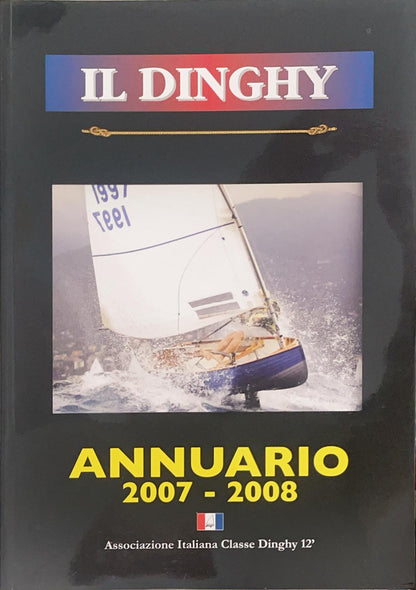 IL DINGHY
1997
1997
ANNUARIO
2007 - 2008
Associazione Italiana Classe Dinghy 12'